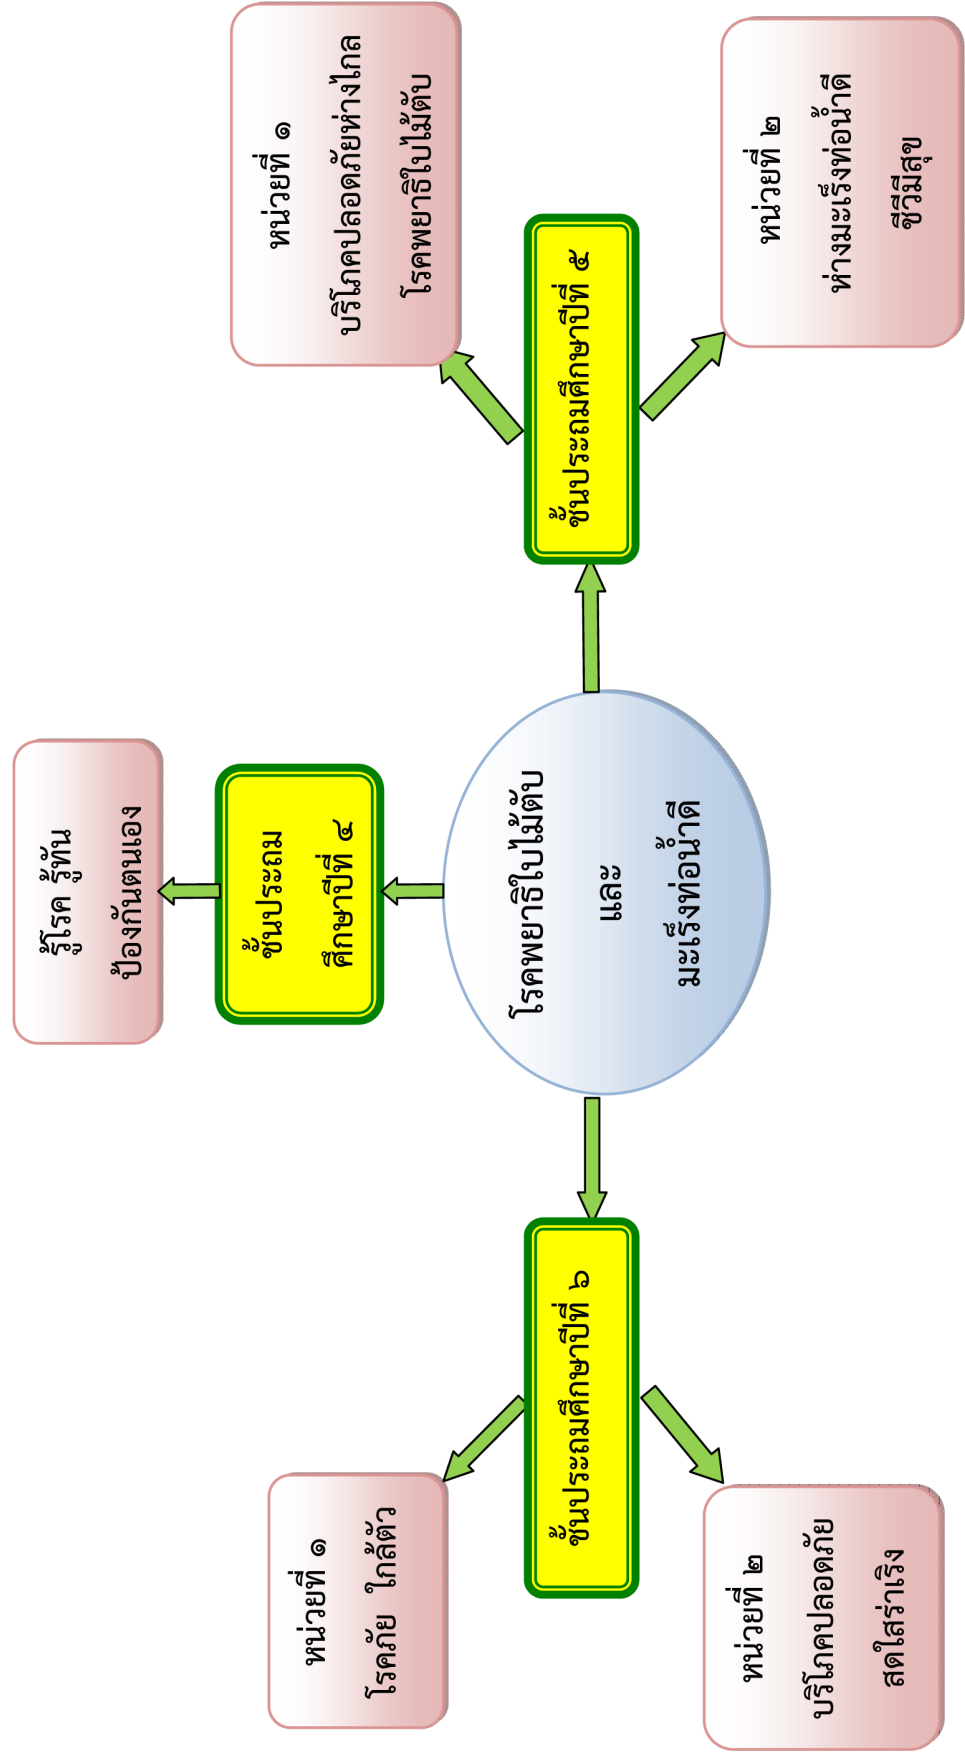 รู้โรค รู้ทัน
ป้องกันตนเอง
ชั้นประถม
ศึกษาปีที่ ๔
หน่วยที่ ๑
โรคภัย ใกล้ตัว
หน่วยที่ ๑
บริโภคปลอดภัยห่างไกล
โรคพยาธิใบไม้ตับ
ชั้นประถมศึกษาปีที่ ๖
โรคพยาธิใบไม้ตับ
และ
มะเร็งท่อน้ำดี
ชั้นประถมศึกษาปีที่ ๕
หน่วยที่ ๒
บริโภคปลอดภัย
สดใสร่าเริง
หน่วยที่ ๒
ห่างมะเร็งท่อน้ำดี
ชีวีมีสุข